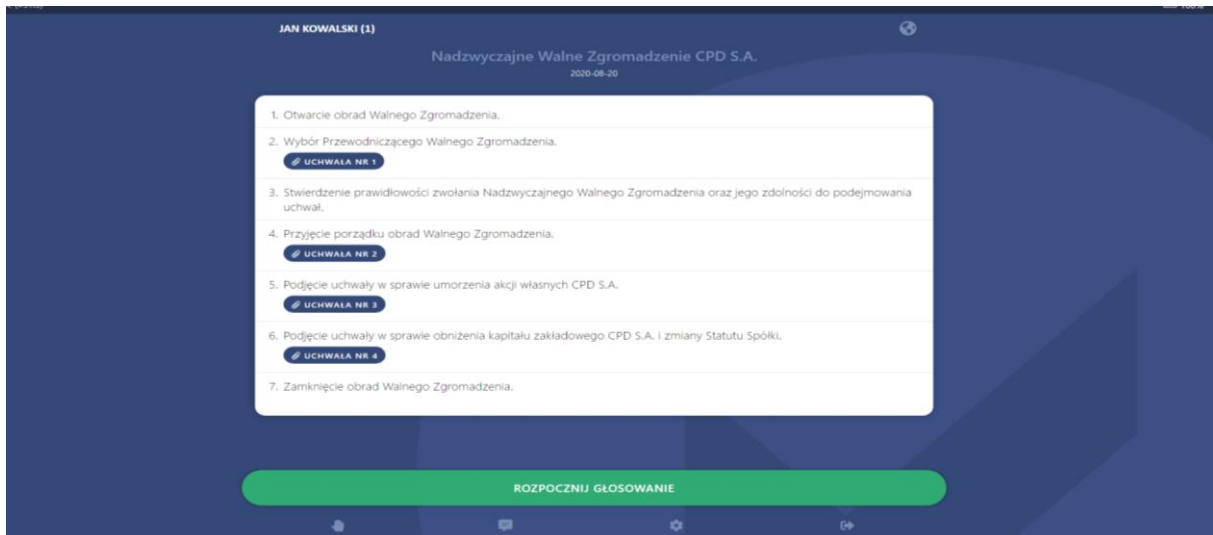 100%
JAN KOWALSKI (1)
Nadzwyczajne Walne Zgromadzenie CPD S.A.
2020-08-20
1. Otwarcie obrad Walnego Zgromadzenia.
2. Wybór Przewodniczącego Walnego Zgromadzenia.
UCHWAŁA NR 1
3. Stwierdzenie prawidłowości zwołania Nadzwyczajnego Walnego Zgromadzenia oraz jego zdolności do podejmowania
uchwał.
4. Przyjęcie porządku obrad Walnego Zgromadzenia.
UCHWAŁA NR 2
5. Podjęcie uchwały w sprawie umorzenia akcji własnych CPD S.A.
UCHWAŁA NR 3
6. Podjęcie uchwały w sprawie obniżenia kapitału zakładowego CPD S.A. i zmiany Statutu Spółki.
UCHWAŁA NR 4
7. Zamknięcie obrad Walnego Zgromadzenia.
ROZPOCZNIJ GŁOSOWANIE